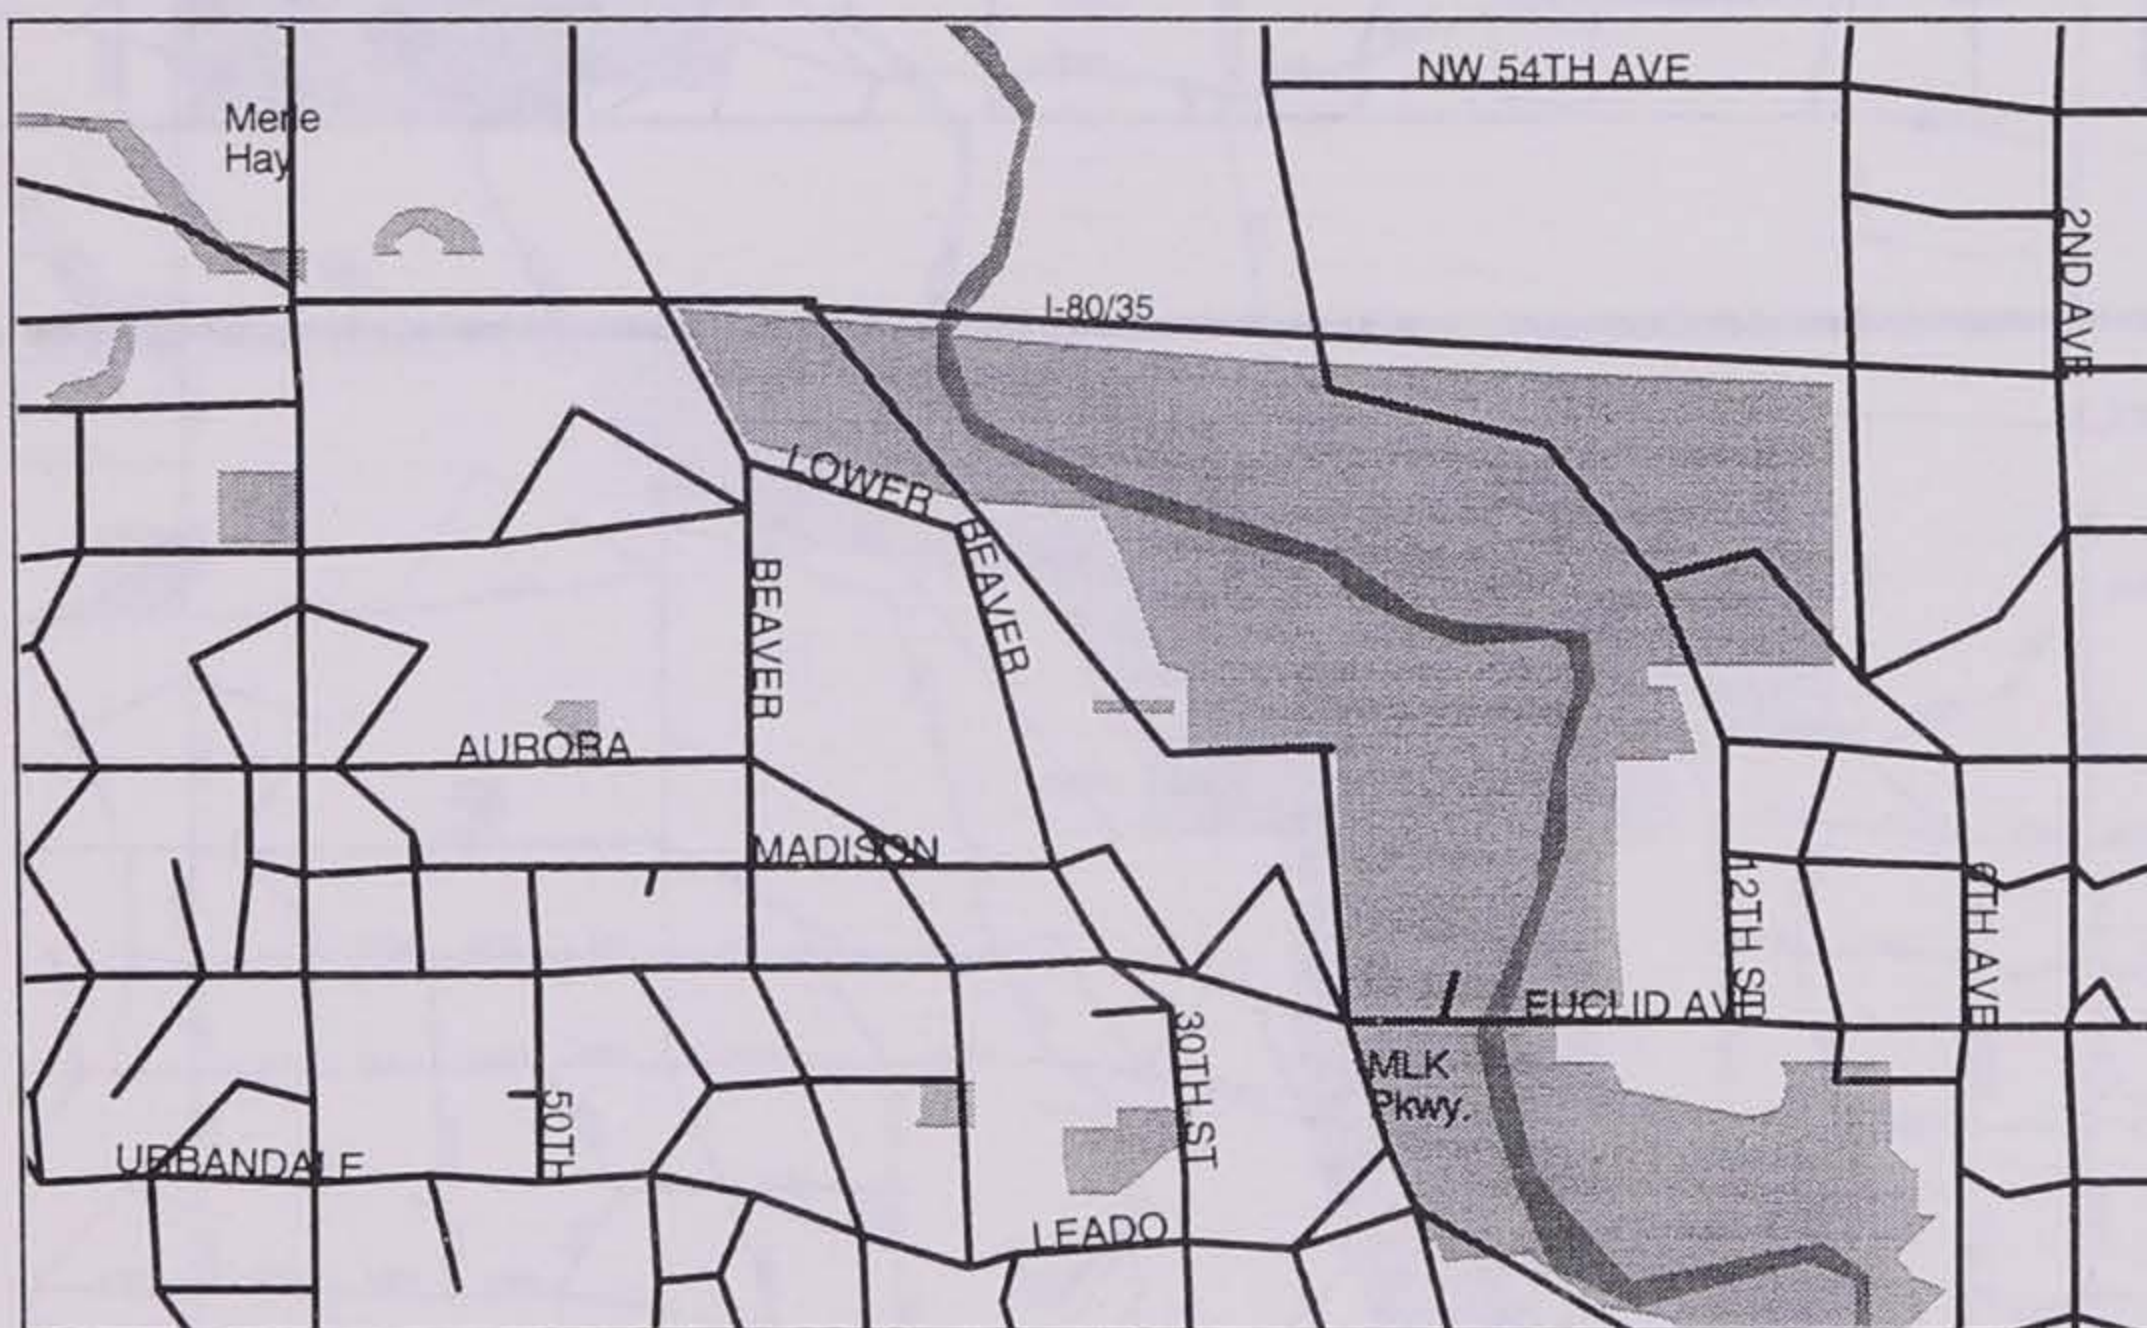 NW 54TH AVE
Merle
Hay
2ND AVE
I-80/35
LOWER BEAVER
BEAVER
AURORA
MADISON
12TH ST
9TH AVE
EUCLID AVE
30TH ST
MLK
Pkwy.
50TH
URBANDALE
LEADO